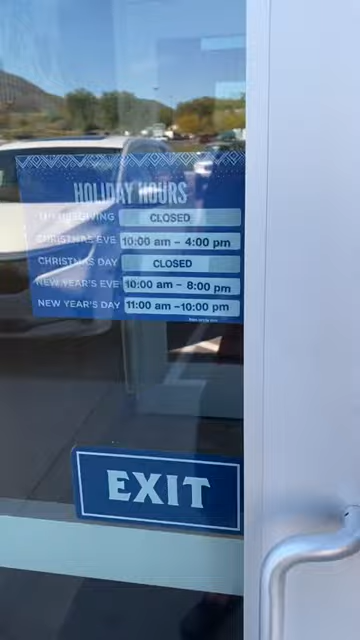 HOLIDAY HOURS
THANKSGIVING CLOSED
CHRISTMAS EVE 10:00 am - 4:00 pm
CHRISTMAS DAY CLOSED
NEW YEAR'S EVE 10:00 am - 8:00 pm
NEW YEAR'S DAY 11:00 am -10:00 pm
EXIT